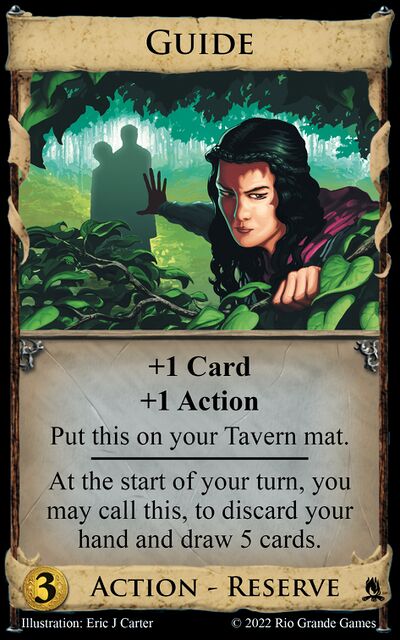 GUIDE
+1 Card
+1 Action
Put this on your Tavern mat.
At the start of your turn, you
may call this, to discard your
hand and draw 5 cards.
3 ACTION - RESERVE
Illustration: Eric J Carter © 2022 Rio Grande Games